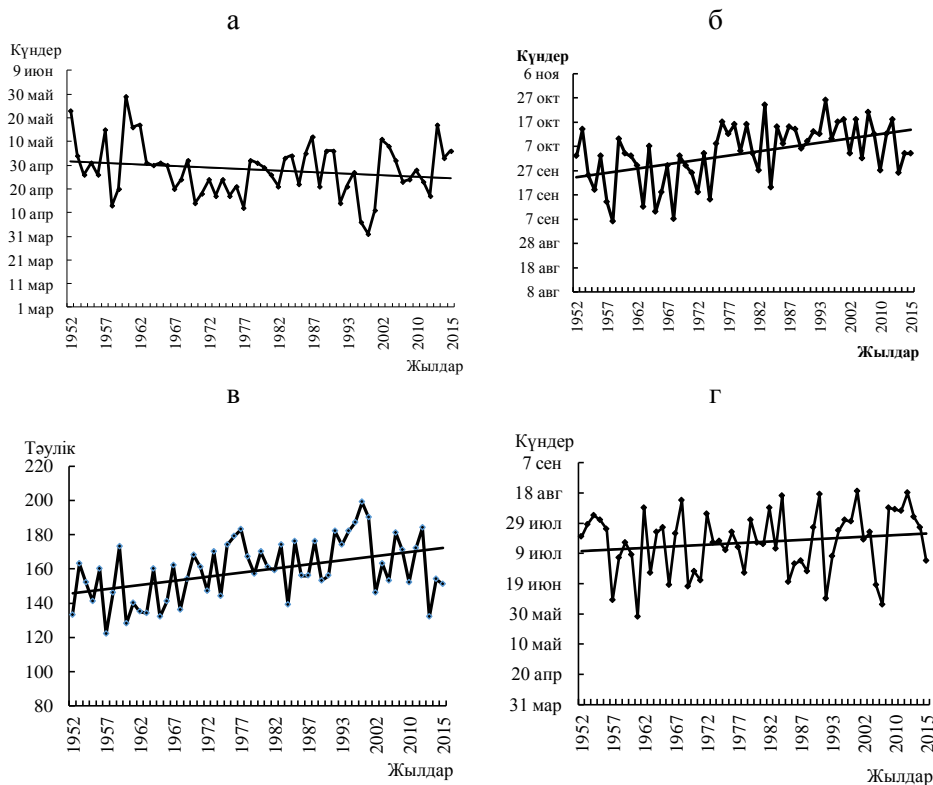 а
Күндер
9 июн
30 май
20 май
10 май
30 апр
20 апр
10 апр
31 мар
21 мар
11 мар
1 мар
1952
1957
1962
1967
1972
1977
1982
1987
1993
2002
2010
2015
Жылдар
б
Күндер
6 ноя
27 окт
17 окт
7 окт
27 сен
17 сен
7 сен
28 авг
18 авг
8 авг
1952
1957
1962
1967
1972
1977
1982
1987
1993
2002
2010
2015
Жылдар
в
Тәулік
220
200
180
160
140
120
100
80
1952
1957
1962
1967
1972
1977
1982
1987
1993
2002
2010
2015
Жылдар
г
Күндер
7 сен
18 авг
29 июл
9 июл
19 июн
30 май
10 май
20 апр
31 мар
1952
1957
1962
1967
1972
1977
1982
1987
1993
2002
2010
2015
Жылдар